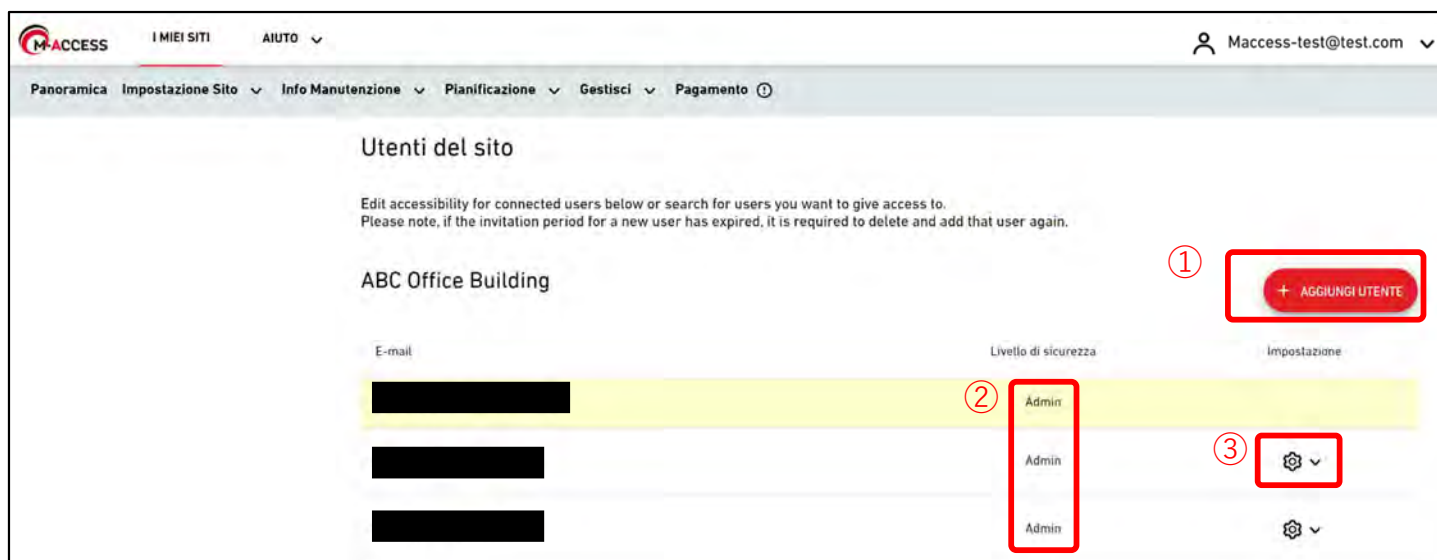 M-ACCESS I MIEI SITI AIUTO Maccess-test@test.com
Panoramica Impostazione Sito Info Manutenzione Pianificazione Gestisci Pagamento
Utenti del sito
Edit accessibility for connected users below or search for users you want to give access to.
Please note, if the invitation period for a new user has expired, it is required to delete and add that user again.
①
ABC Office Building
+ AGGIUNGI UTENTE
E-mail Livello di sicurezza Impostazione
② Admin
Admin ③
Admin